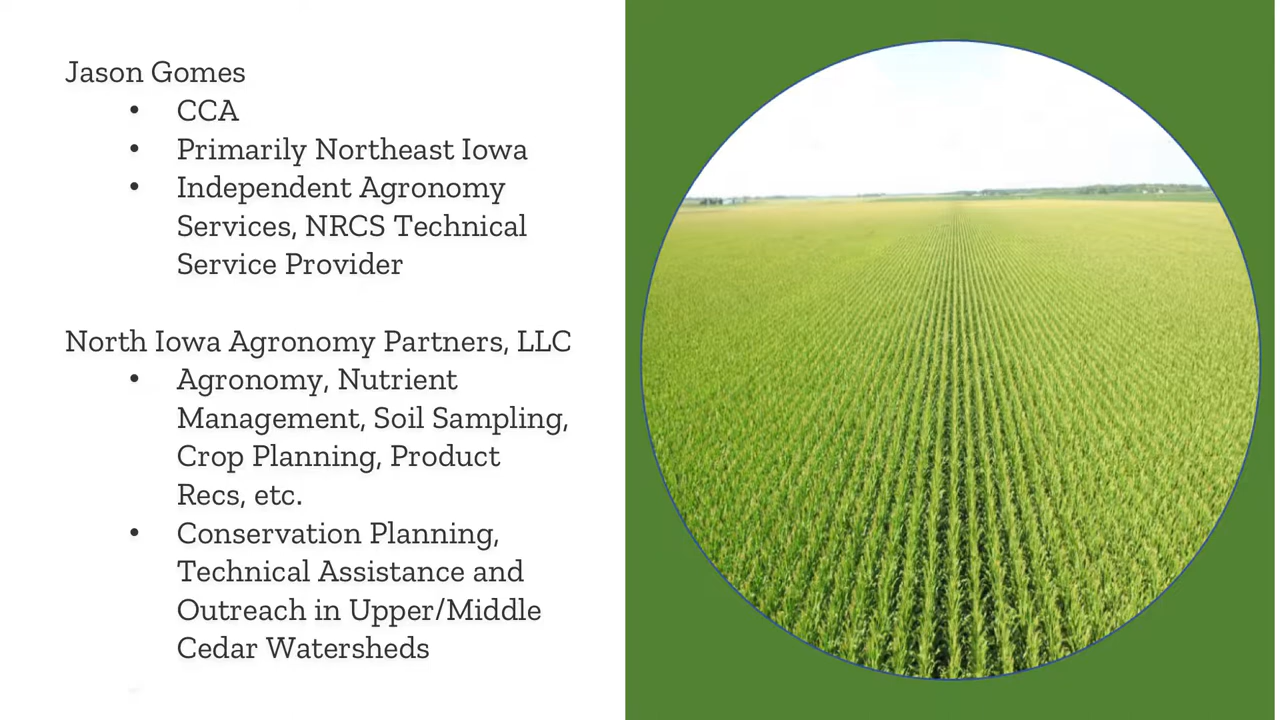 Jason Gomes
• CCA
• Primarily Northeast Iowa
• Independent Agronomy
Services, NRCS Technical
Service Provider
North Iowa Agronomy Partners, LLC
• Agronomy, Nutrient
Management, Soil Sampling,
Crop Planning, Product
Recs, etc.
• Conservation Planning,
Technical Assistance and
Outreach in Upper/Middle
Cedar Watersheds